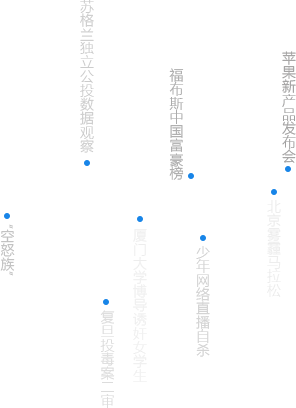 "空怒族"
苏格兰独立公投数据观察
复旦投毒案二审
厦门大学博导诱奸女学生
福布斯中国富豪榜
少年网络直播自杀
北京雾霾马拉松
苹果新产品发布会